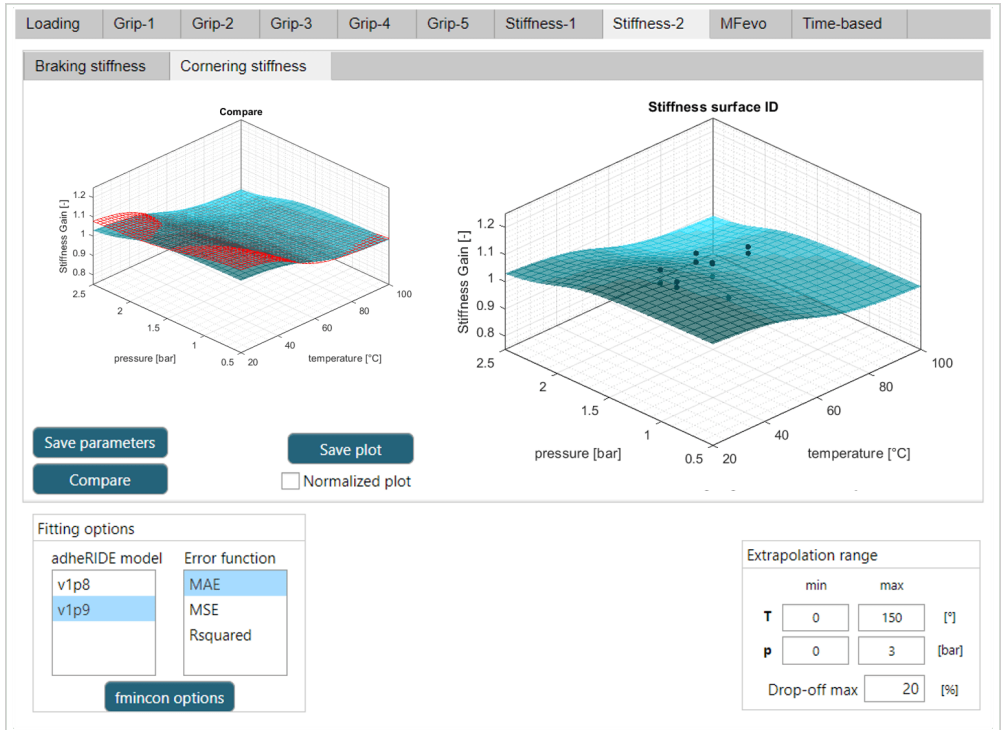 Loading Grip-1 Grip-2 Grip-3 Grip-4 Grip-5 Stiffness-1 Stiffness-2 MFevo Time-based
Braking stiffness Cornering stiffness
Compare
Stiffness Gain [-]
1.2
1.1
1
0.9
0.8
2.5
2
1.5
1
0.5
20
40
60
80
100
pressure [bar]
temperature [°C]
Stiffness surface ID
Stiffness Gain [-]
1.2
1.1
1
0.9
0.8
2.5
2
1.5
1
0.5
20
40
60
80
100
pressure [bar]
temperature [°C]
Save parameters
Compare
Save plot
Normalized plot
Fitting options
adheRIDE model
v1p8
v1p9
Error function
MAE
MSE
Rsquared
fmincon options
Extrapolation range
min max
T 0 150 [°]
p 0 3 [bar]
Drop-off max 20 [%]